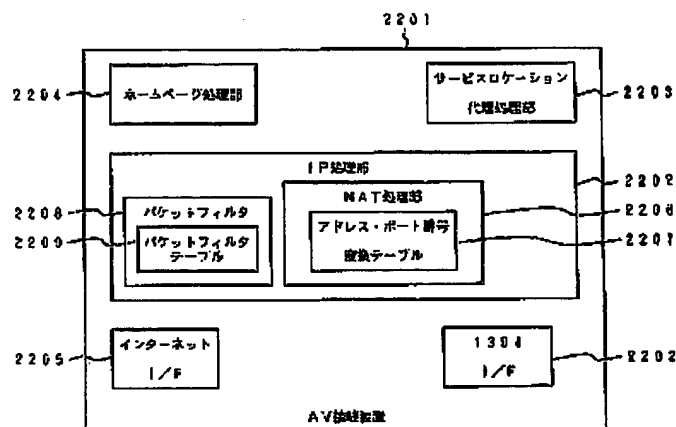 2201
2204
ホームページ処理部
サービスロケーション
代理処理部
2203
IP処理部
2202
NAT処理部
2208
パケットフィルタ
2206
2209
パケットフィルタ
テーブル
アドレス・ポート番号
変換テーブル
2207
2205
インターネット
I/F
1394
I/F
2202
AV接続装置